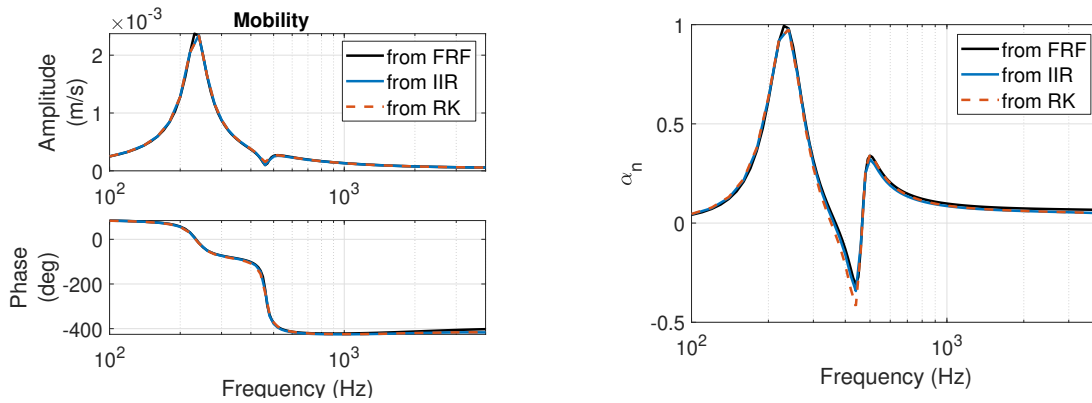 ×10⁻³
Mobility
Amplitude
(m/s)
2
1
0
from FRF
from IIR
from RK
10²
10³
Phase
(deg)
0
-200
-400
10²
10³
Frequency (Hz)
αₙ
1
0.5
0
-0.5
from FRF
from IIR
from RK
10²
10³
Frequency (Hz)